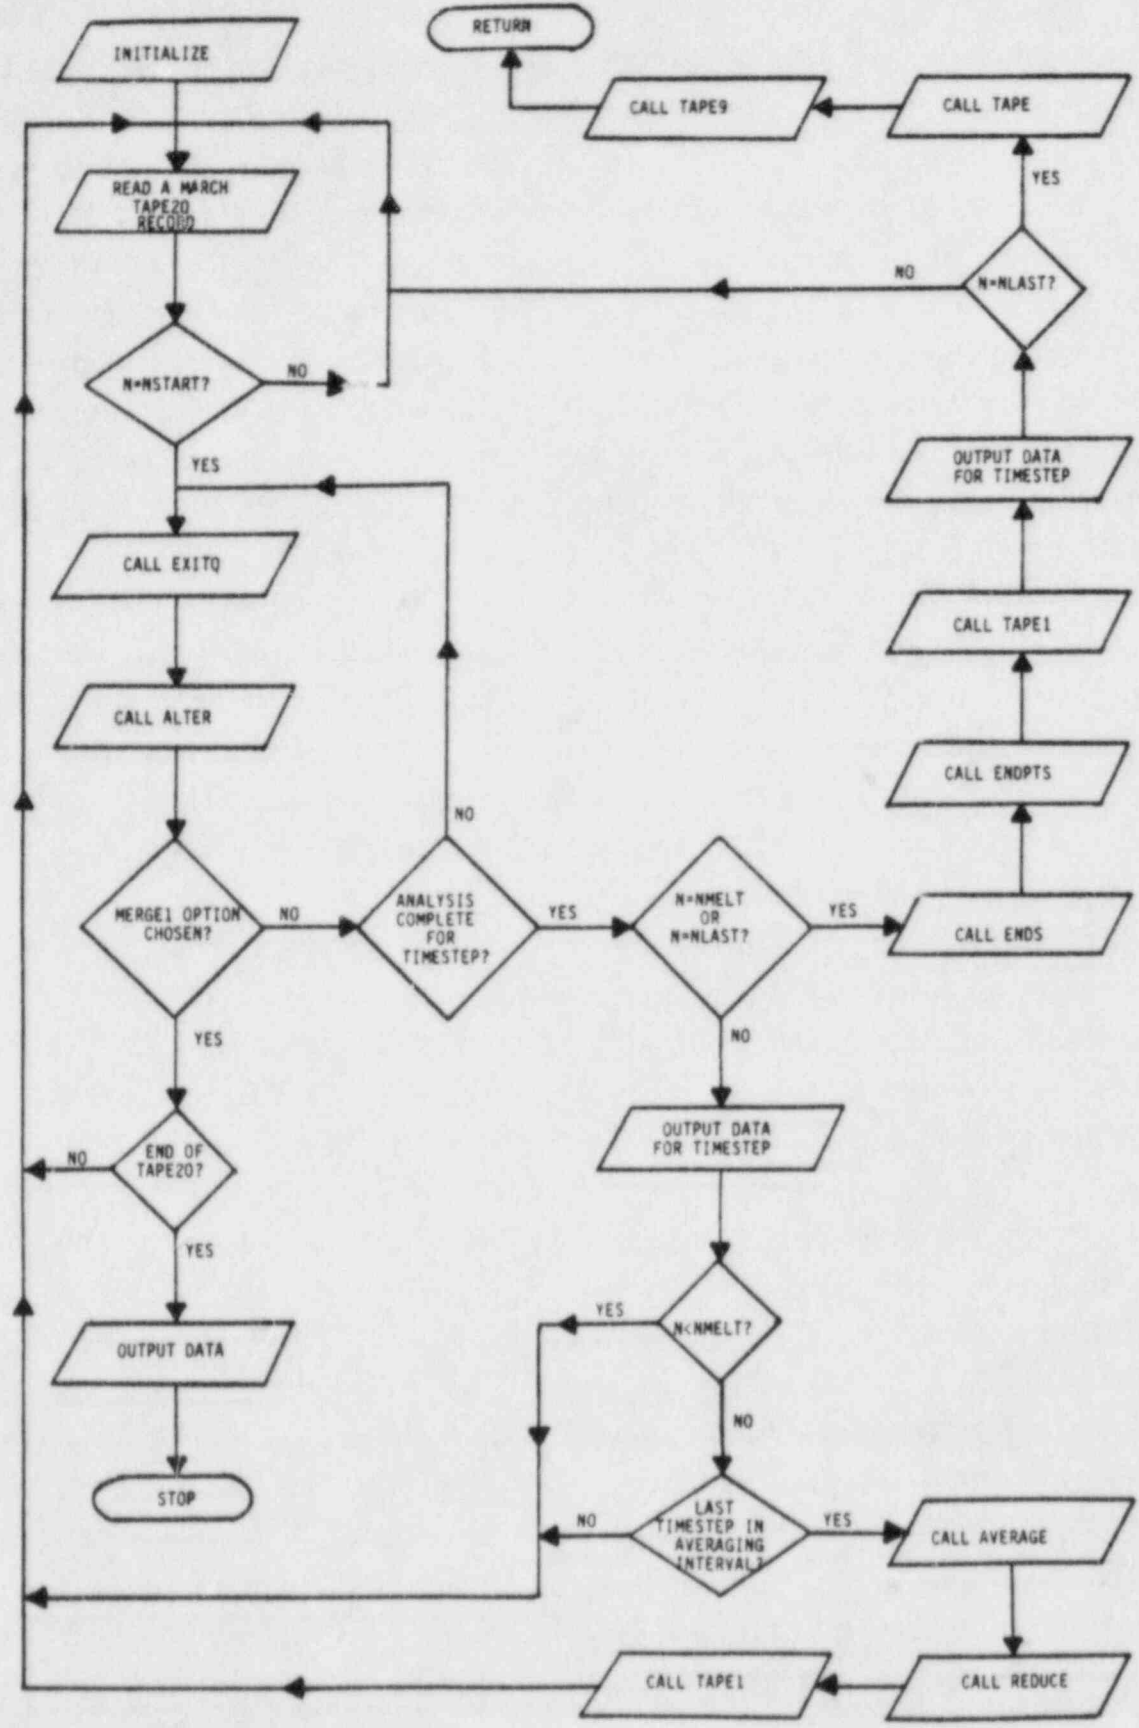 INITIALIZE
RETURN
CALL TAPE9
CALL TAPE
READ A MARCH
TAPE20
RECORD
YES
NO
N=NLAST?
N=NSTART?
NO
YES
OUTPUT DATA
FOR TIMESTEP
CALL EXITQ
CALL TAPE1
CALL ALTER
CALL ENDPTS
NO
MERGE1 OPTION
CHOSEN?
NO
ANALYSIS
COMPLETE
FOR
TIMESTEP?
YES
N=NMELT
OR
N=NLAST?
YES
CALL ENDS
YES
NO
END OF
TAPE20?
NO
YES
OUTPUT DATA
FOR TIMESTEP
OUTPUT DATA
YES
N<NMELT?
NO
STOP
NO
LAST
TIMESTEP IN
AVERAGING
INTERVAL?
YES
CALL AVERAGE
CALL TAPE1
CALL REDUCE